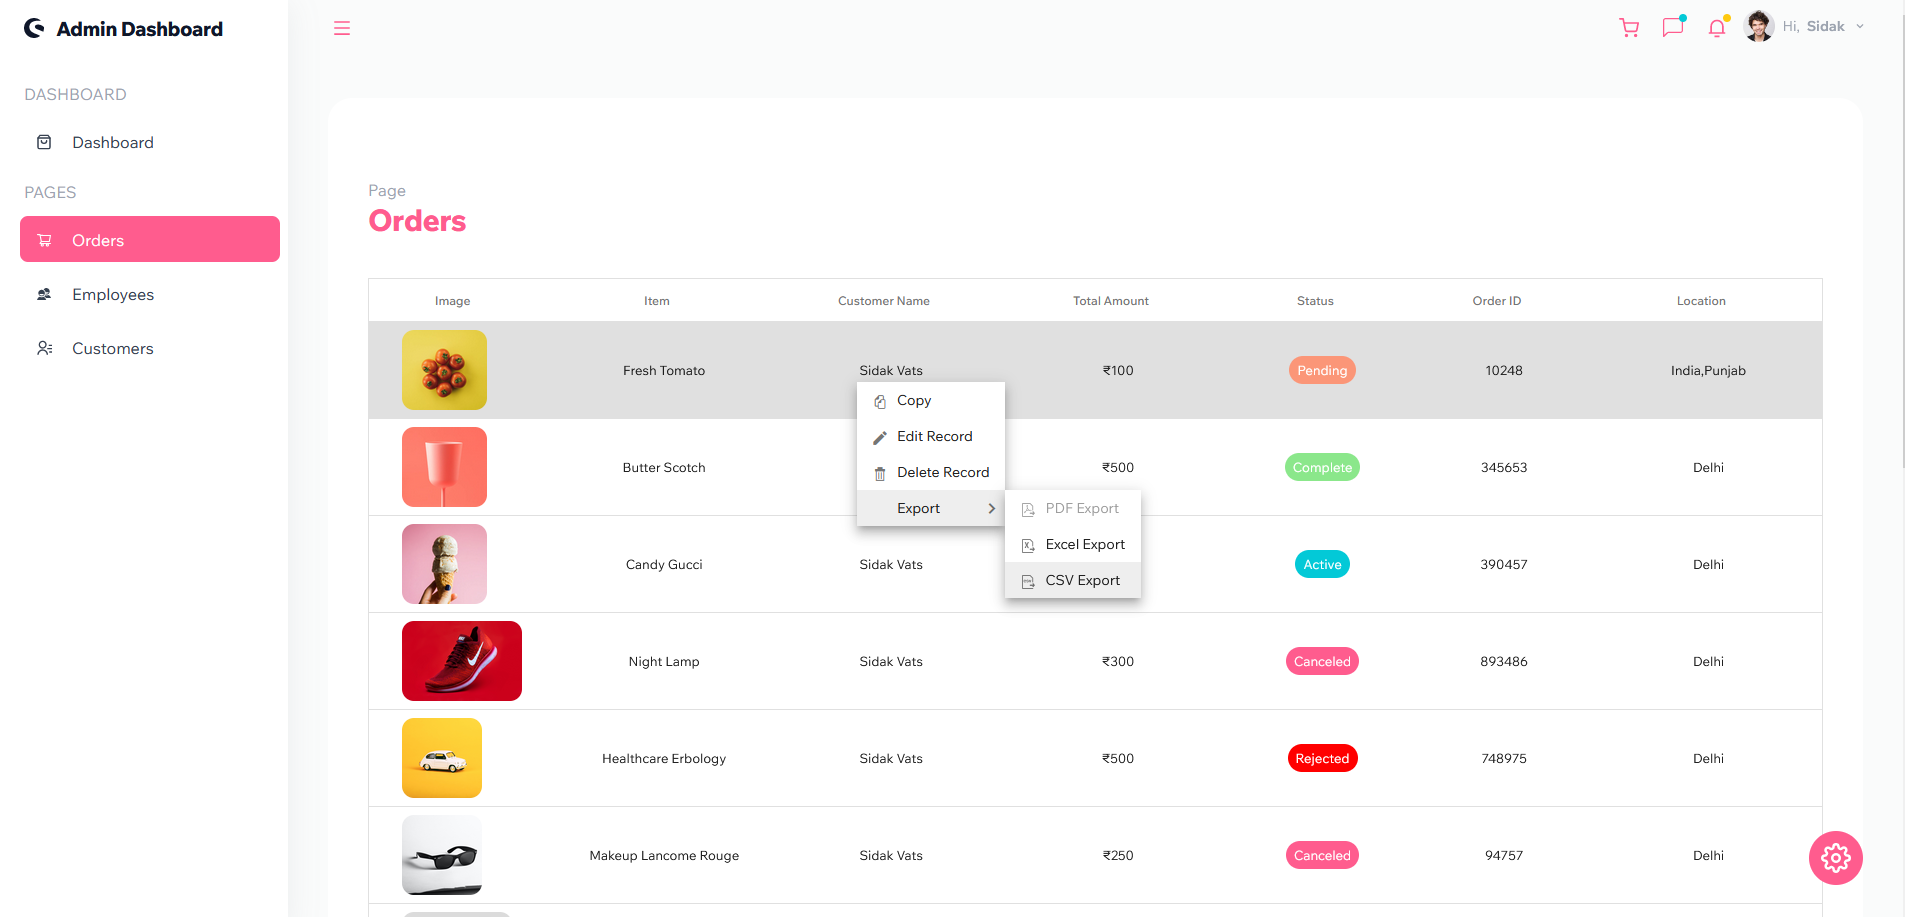 Admin Dashboard
Hi, Sidak
DASHBOARD
Dashboard
PAGES
Orders
Employees
Customers
Page
Orders
Image Item Customer Name Total Amount Status Order ID Location
Fresh Tomato Sidak Vats ₹100 Pending 10248 India,Punjab
Copy
Edit Record
Delete Record
Export
PDF Export
Excel Export
CSV Export
Butter Scotch ₹500 Complete 345653 Delhi
Candy Gucci Sidak Vats Active 390457 Delhi
Night Lamp Sidak Vats ₹300 Canceled 893486 Delhi
Healthcare Erbology Sidak Vats ₹500 Rejected 748975 Delhi
Makeup Lancome Rouge Sidak Vats ₹250 Canceled 94757 Delhi